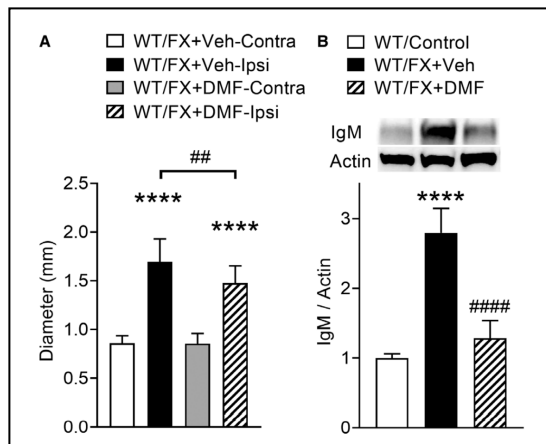 A
WT/FX+Veh-Contra
WT/FX+Veh-Ipsi
WT/FX+DMF-Contra
WT/FX+DMF-Ipsi
##
****
****
Diameter (mm)
2.5
2.0
1.5
1.0
0.5
0.0
B
WT/Control
WT/FX+Veh
WT/FX+DMF
IgM
Actin
****
####
IgM / Actin
3
2
1
0